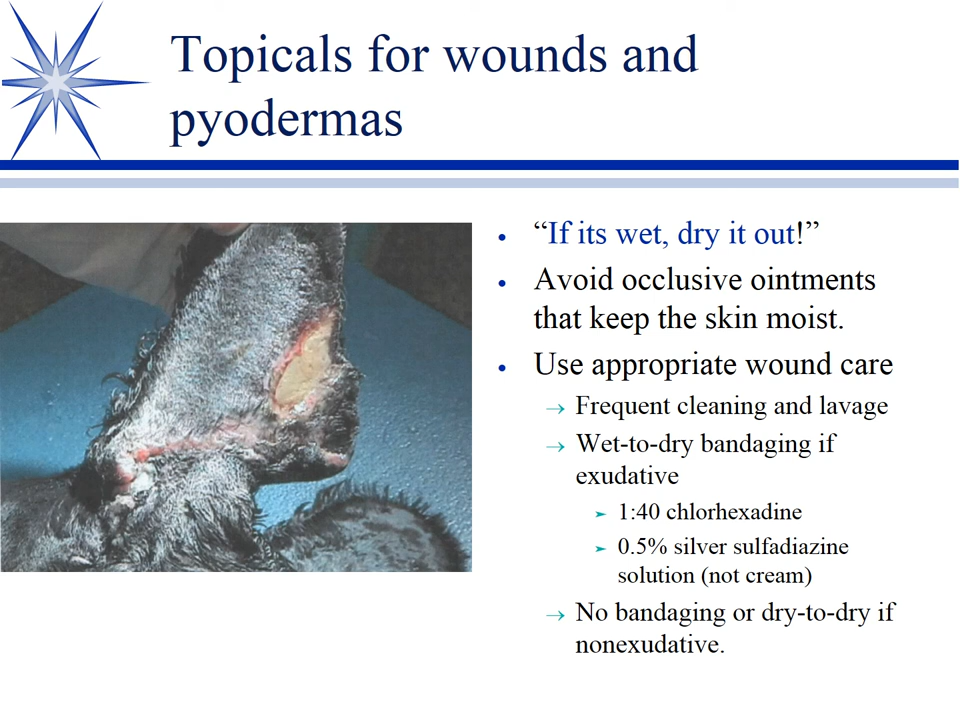 Topicals for wounds and
pyodermas
• “If its wet, dry it out!”
• Avoid occlusive ointments
that keep the skin moist.
• Use appropriate wound care
→ Frequent cleaning and lavage
→ Wet-to-dry bandaging if
exudative
➢ 1:40 chlorhexadine
➢ 0.5% silver sulfadiazine
solution (not cream)
→ No bandaging or dry-to-dry if
nonexudative.